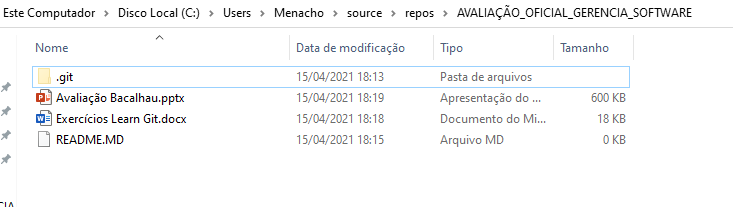 Este Computador > Disco Local (C:) > Users > Menacho > source > repos > AVALIAÇÃO_OFICIAL_GERENCIA_SOFTWARE
Nome Data de modificação Tipo Tamanho
.git 15/04/2021 18:13 Pasta de arquivos
Avaliação Bacalhau.pptx 15/04/2021 18:19 Apresentação do ... 600 KB
Exercícios Learn Git.docx 15/04/2021 18:18 Documento do Mi... 18 KB
README.MD 15/04/2021 18:15 Arquivo MD 0 KB
CIA